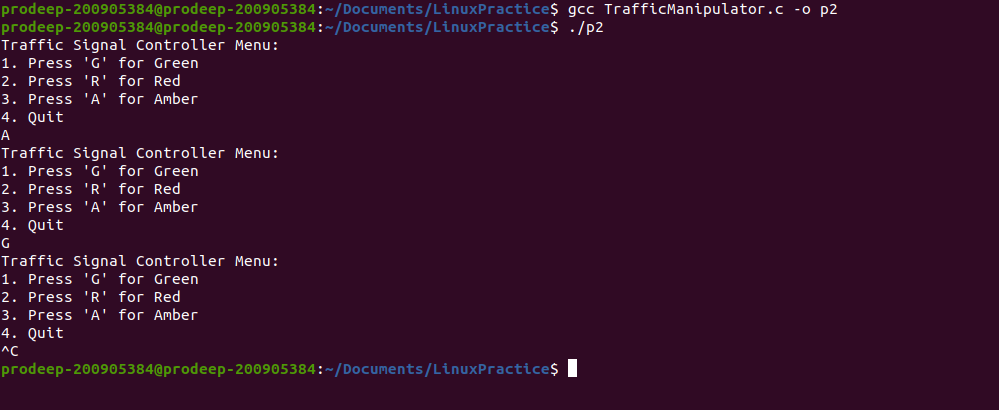 prodeep-200905384@prodeep-200905384:~/Documents/LinuxPractice$ gcc TrafficManipulator.c -o p2
prodeep-200905384@prodeep-200905384:~/Documents/LinuxPractice$ ./p2
Traffic Signal Controller Menu:
1. Press 'G' for Green
2. Press 'R' for Red
3. Press 'A' for Amber
4. Quit
A
Traffic Signal Controller Menu:
1. Press 'G' for Green
2. Press 'R' for Red
3. Press 'A' for Amber
4. Quit
G
Traffic Signal Controller Menu:
1. Press 'G' for Green
2. Press 'R' for Red
3. Press 'A' for Amber
4. Quit
^C
prodeep-200905384@prodeep-200905384:~/Documents/LinuxPractice$